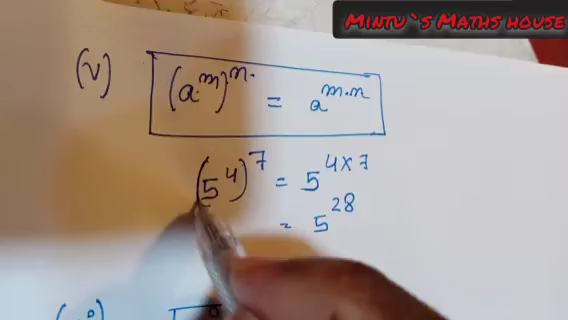 Mintu`s Maths house
(v) (a^m)^n. = a^m.n
(5^4)^7 = 5^4×7
= 5^28